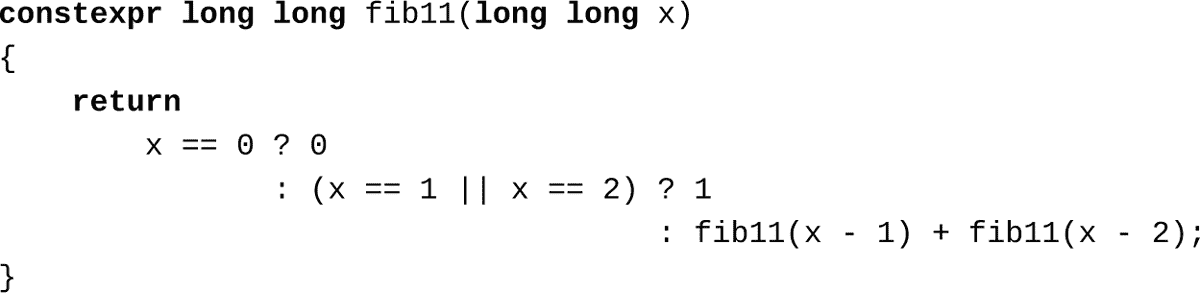 constexpr long long fib11(long long x)
{
    return
        x == 0 ? 0
               : (x == 1 || x == 2) ? 1
                                    : fib11(x - 1) + fib11(x - 2);
}